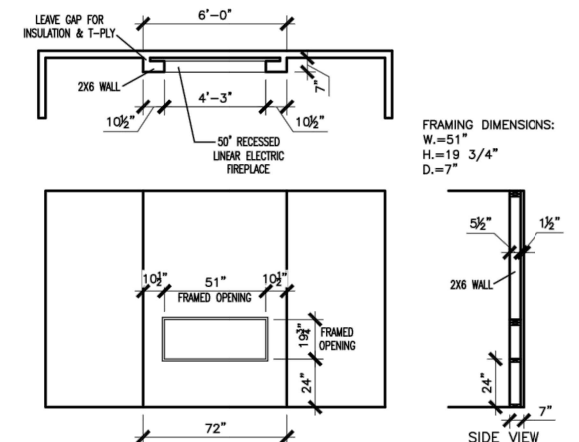 LEAVE GAP FOR
INSULATION & T-PLY
6'-0"
2X6 WALL
7"
4'-3"
10½"
10½"
50" RECESSED
LINEAR ELECTRIC
FIREPLACE
FRAMING DIMENSIONS:
W.=51"
H.=19 3/4"
D.=7"
10½"
51"
10½"
FRAMED OPENING
19¾"
FRAMED
OPENING
24"
72"
5½"
1½"
2X6 WALL
24"
7"
SIDE VIEW